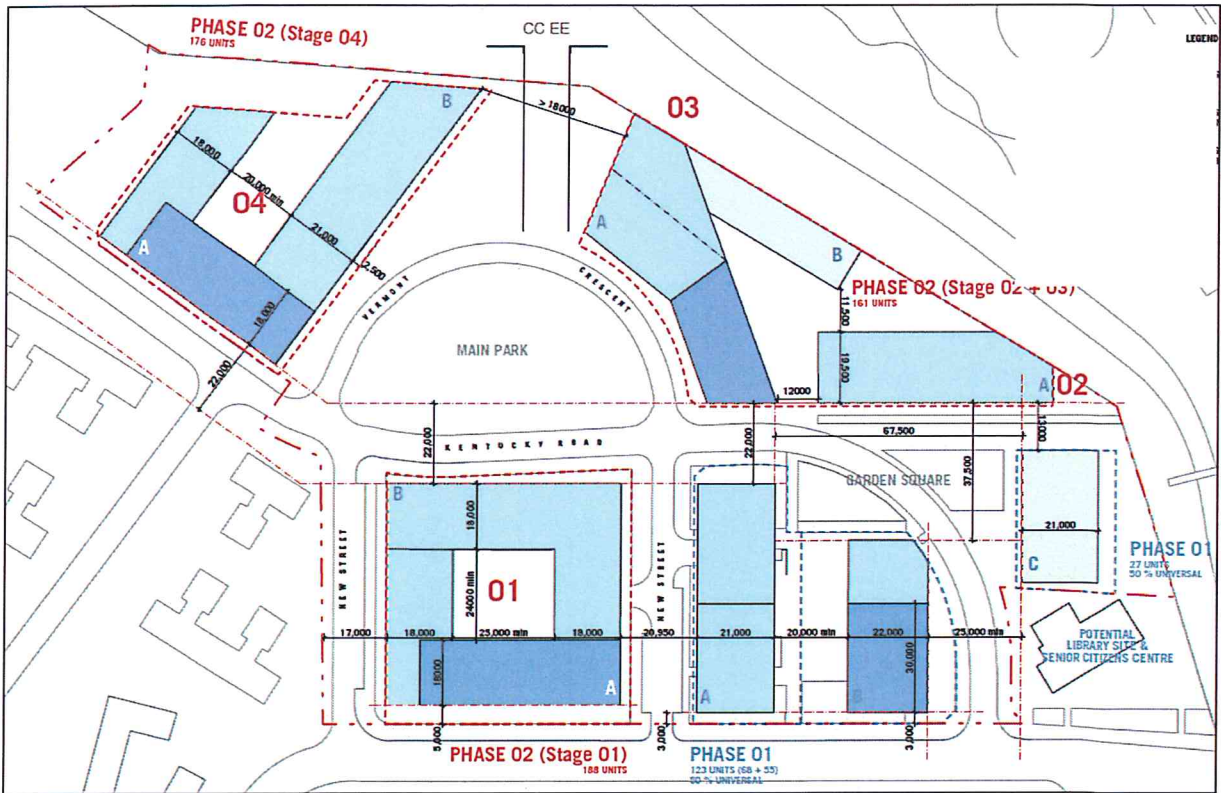 PHASE 02 (Stage 04)
176 UNITS
CC EE
LEGEND
B
> 18000
03
18,000
20,000 min
04
21,000
2,500
A
18,000
22,000
A
B
PHASE 02 (Stage 02 + 03)
161 UNITS
11,500
19,500
12000
A
02
13000
VERMONT
CRESCENT
MAIN PARK
22,000
KENTUCKY ROAD
22,000
67,500
37,500
GARDEN SQUARE
B
18,000
NEW STREET
24000 min
01
NEW STREET
21,000
C
PHASE 01
27 UNITS
50 % UNIVERSAL
17,000
18,000
25,000 min
20,950
21,000
20,000 min
22,000
25,000 min
18000
A
A
B
30,000
POTENTIAL
LIBRARY SITE &
SENIOR CITIZENS CENTRE
5,000
3,000
3,000
PHASE 02 (Stage 01)
188 UNITS
PHASE 01
123 UNITS (68 + 55)
50 % UNIVERSAL